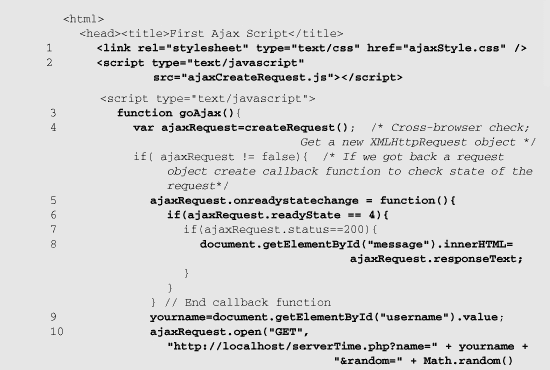 <html>
<head><title>First Ajax Script</title>
1 <link rel="stylesheet" type="text/css" href="ajaxStyle.css" />
2 <script type="text/javascript"
src="ajaxCreateRequest.js"></script>
<script type="text/javascript">
3 function goAjax(){
4 var ajaxRequest=createRequest(); /* Cross-browser check;
Get a new XMLHttpRequest object */
if( ajaxRequest != false){ /* If we got back a request
object create callback function to check state of the
request*/
5 ajaxRequest.onreadystatechange = function(){
6 if(ajaxRequest.readyState == 4){
7 if(ajaxRequest.status==200){
8 document.getElementById("message").innerHTML=
ajaxRequest.responseText;
}
}
} // End callback function
9 yourname=document.getElementById("username").value;
10 ajaxRequest.open("GET",
"http://localhost/serverTime.php?name=" + yourname +
"&random=" + Math.random()